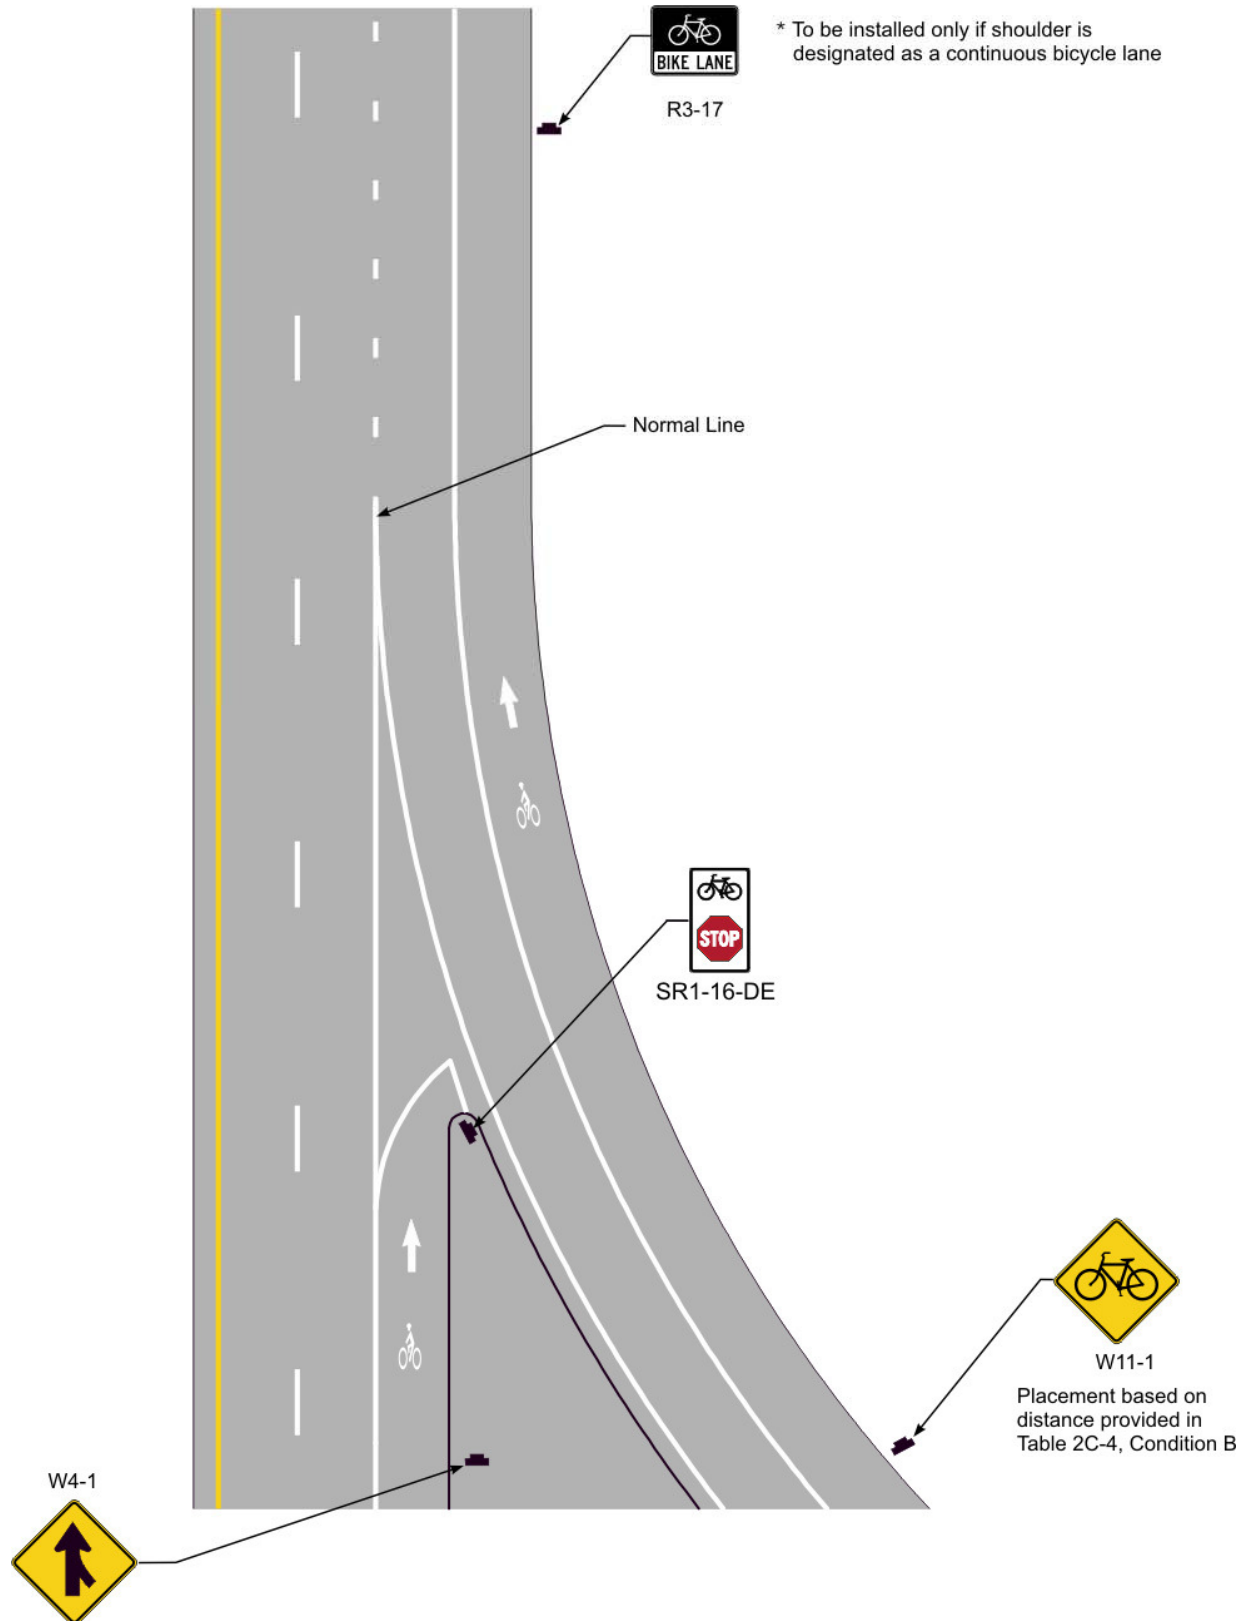 BIKE LANE
R3-17
* To be installed only if shoulder is
designated as a continuous bicycle lane
Normal Line
STOP
SR1-16-DE
W11-1
Placement based on
distance provided in
Table 2C-4, Condition B
W4-1